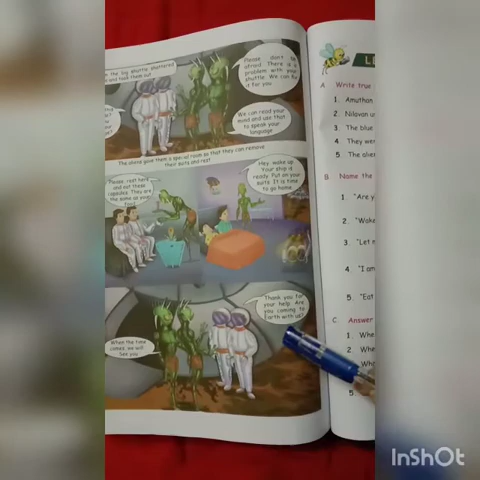 the big shuttle shattered
and took them out
Please don't be
afraid. There is a
problem with your
shuttle. We can fix
it for you.
We can read your
mind and use that
to speak your
language.
The aliens gave them a special room so that they can remove
their suits and rest
Please rest here
and eat these
capsules. They are
the same as your
food.
Hey, wake up.
Your ship is
ready. Put on your
suits. It is time
to go home.
Thank you for
your help. Are
you coming to
Earth with us?
When the time
comes, we will
see you.
A Write true
1. Amuthan
2. Nilavan us
3. The blue
4. They wer
5. The alien
B Name the
1. "Are y
2. "Wake
3. "Let m
4. "I am
5. "Eat
C. Answer
1. Whe
2. Whe
Who
5
InShOt